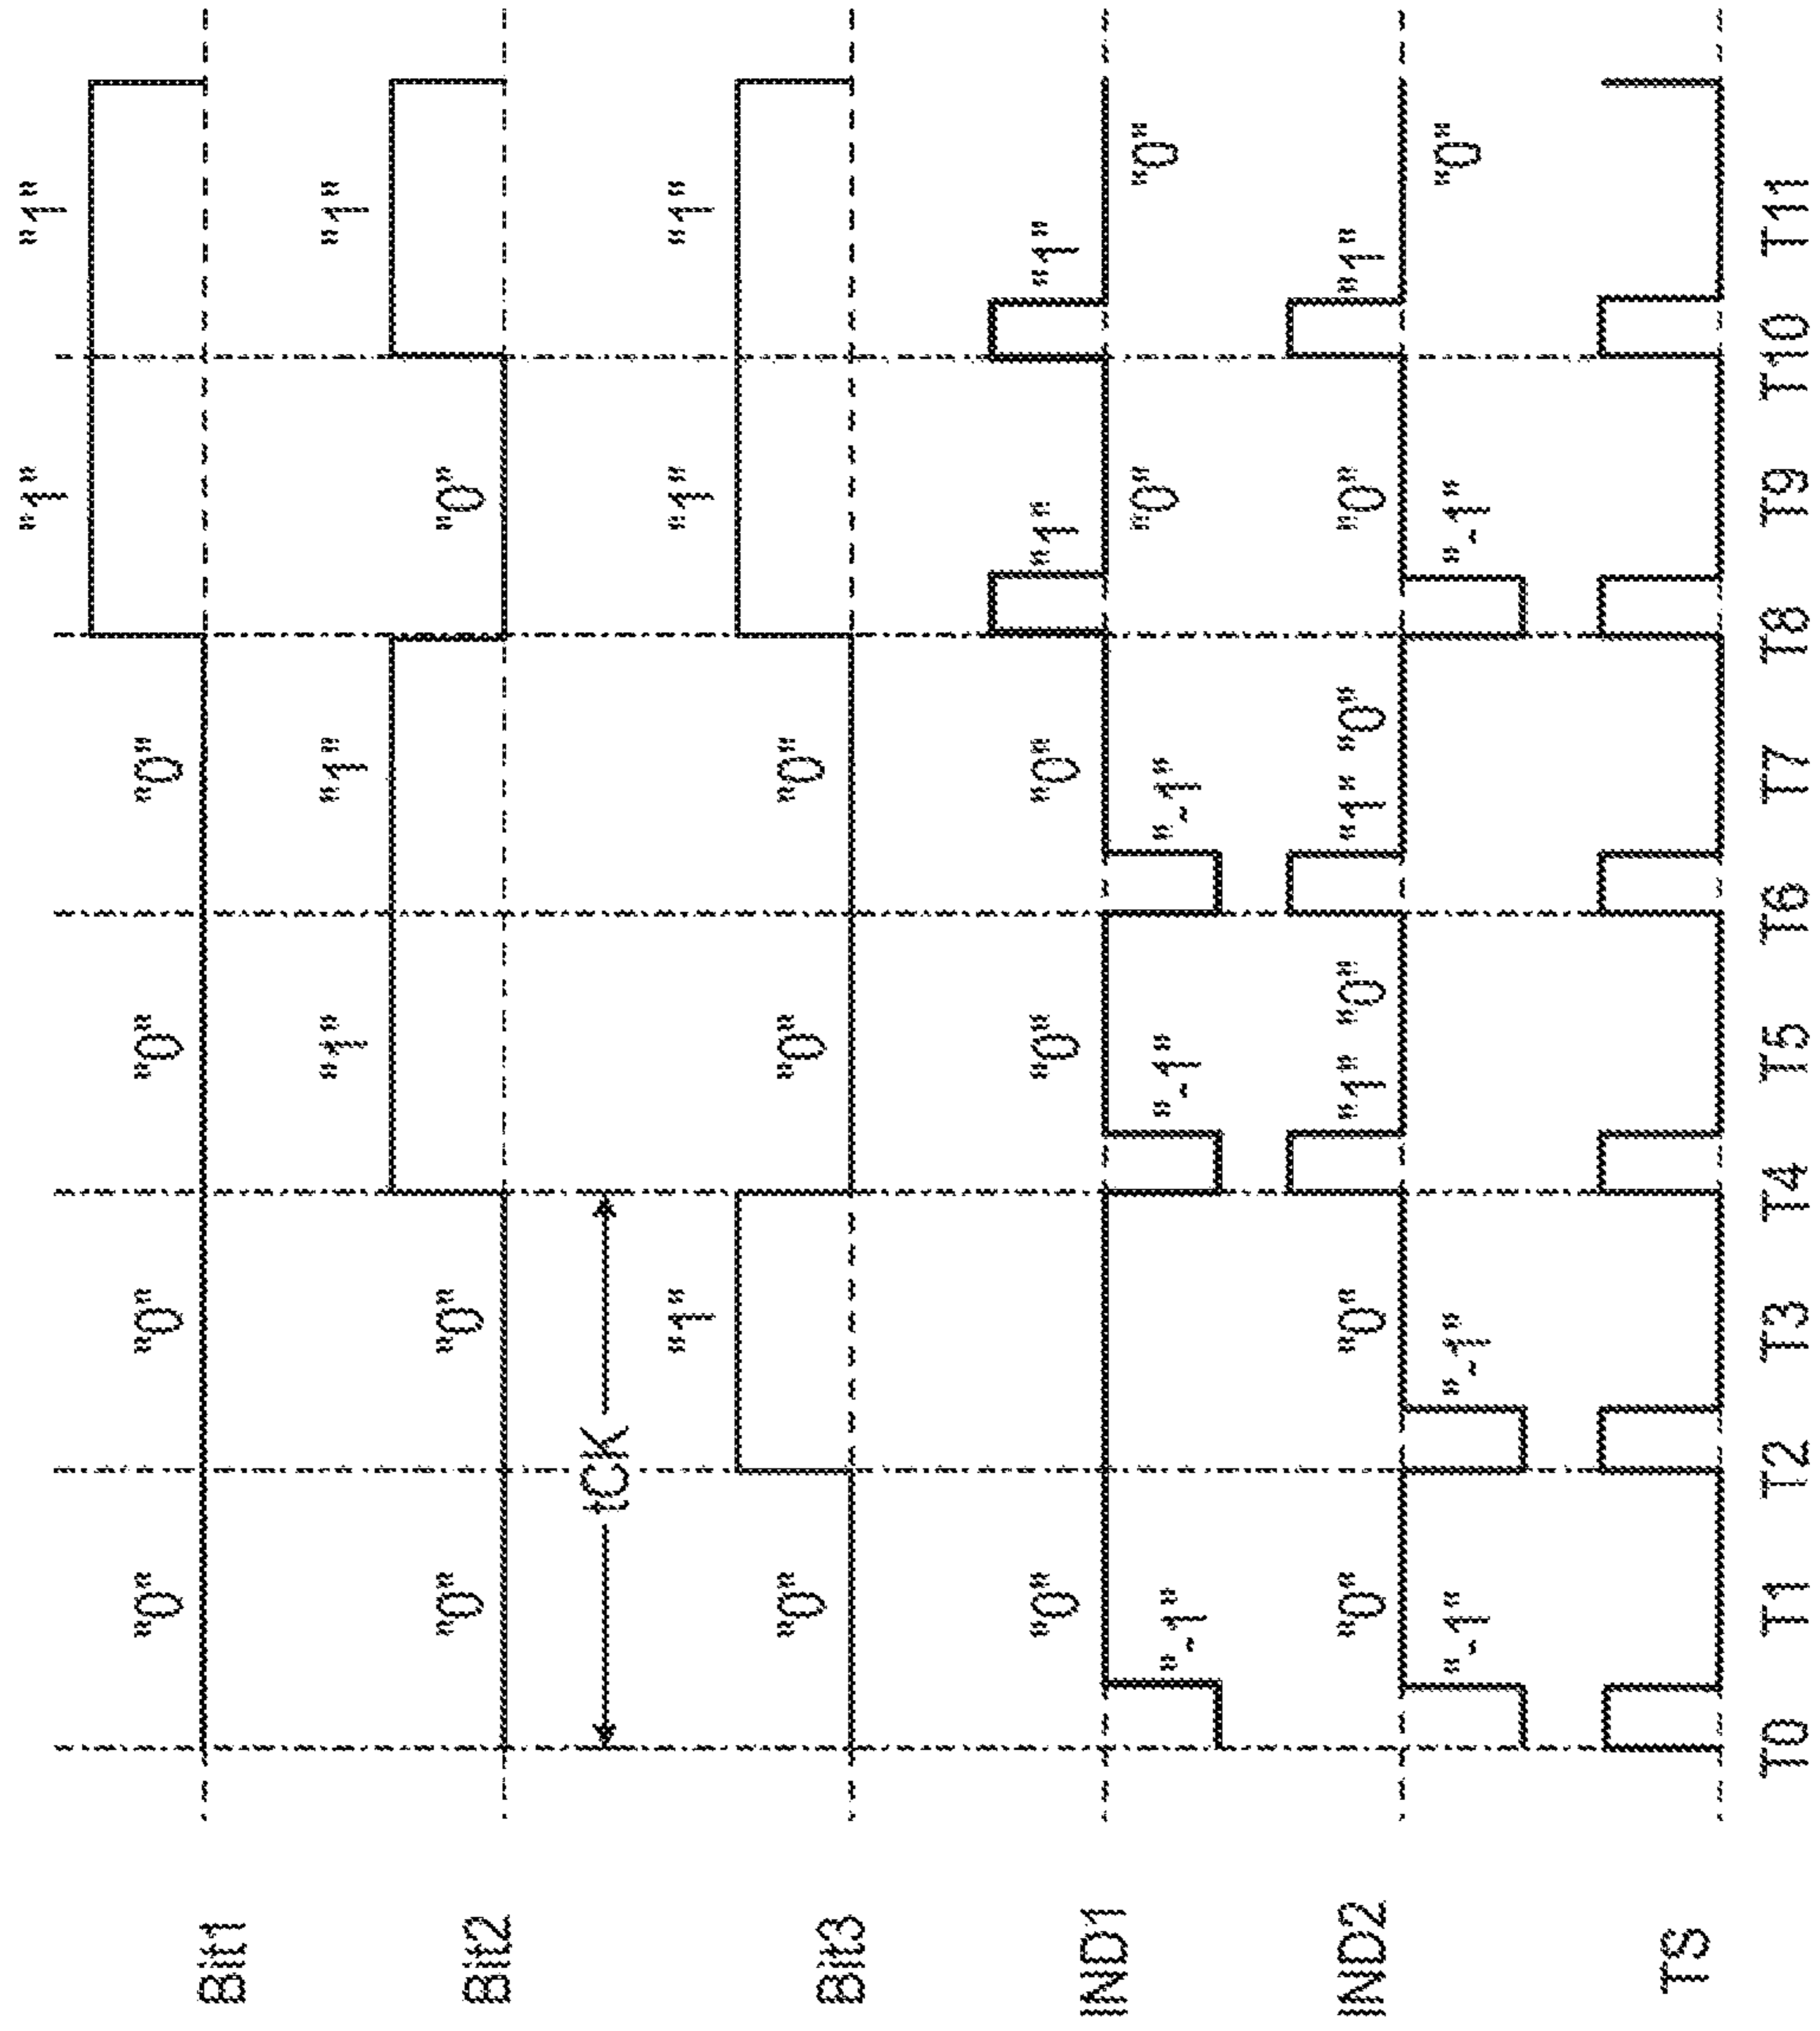 "1" "1"
Bit1 "0" "0" "0" "0"
"1" "1" "1"
Bit2 "0" "0" "0"
tCK
"1" "1" "1"
Bit3 "0" "0" "0"
IND1 "0" "0" "0" "1" "1"
"-1" "-1" "-1" "0" "0"
IND2 "0" "0" "1" "0" "1" "0" "0" "1"
"-1" "-1" "-1" "0"
TS
T0 T1 T2 T3 T4 T5 T6 T7 T8 T9 T10 T11